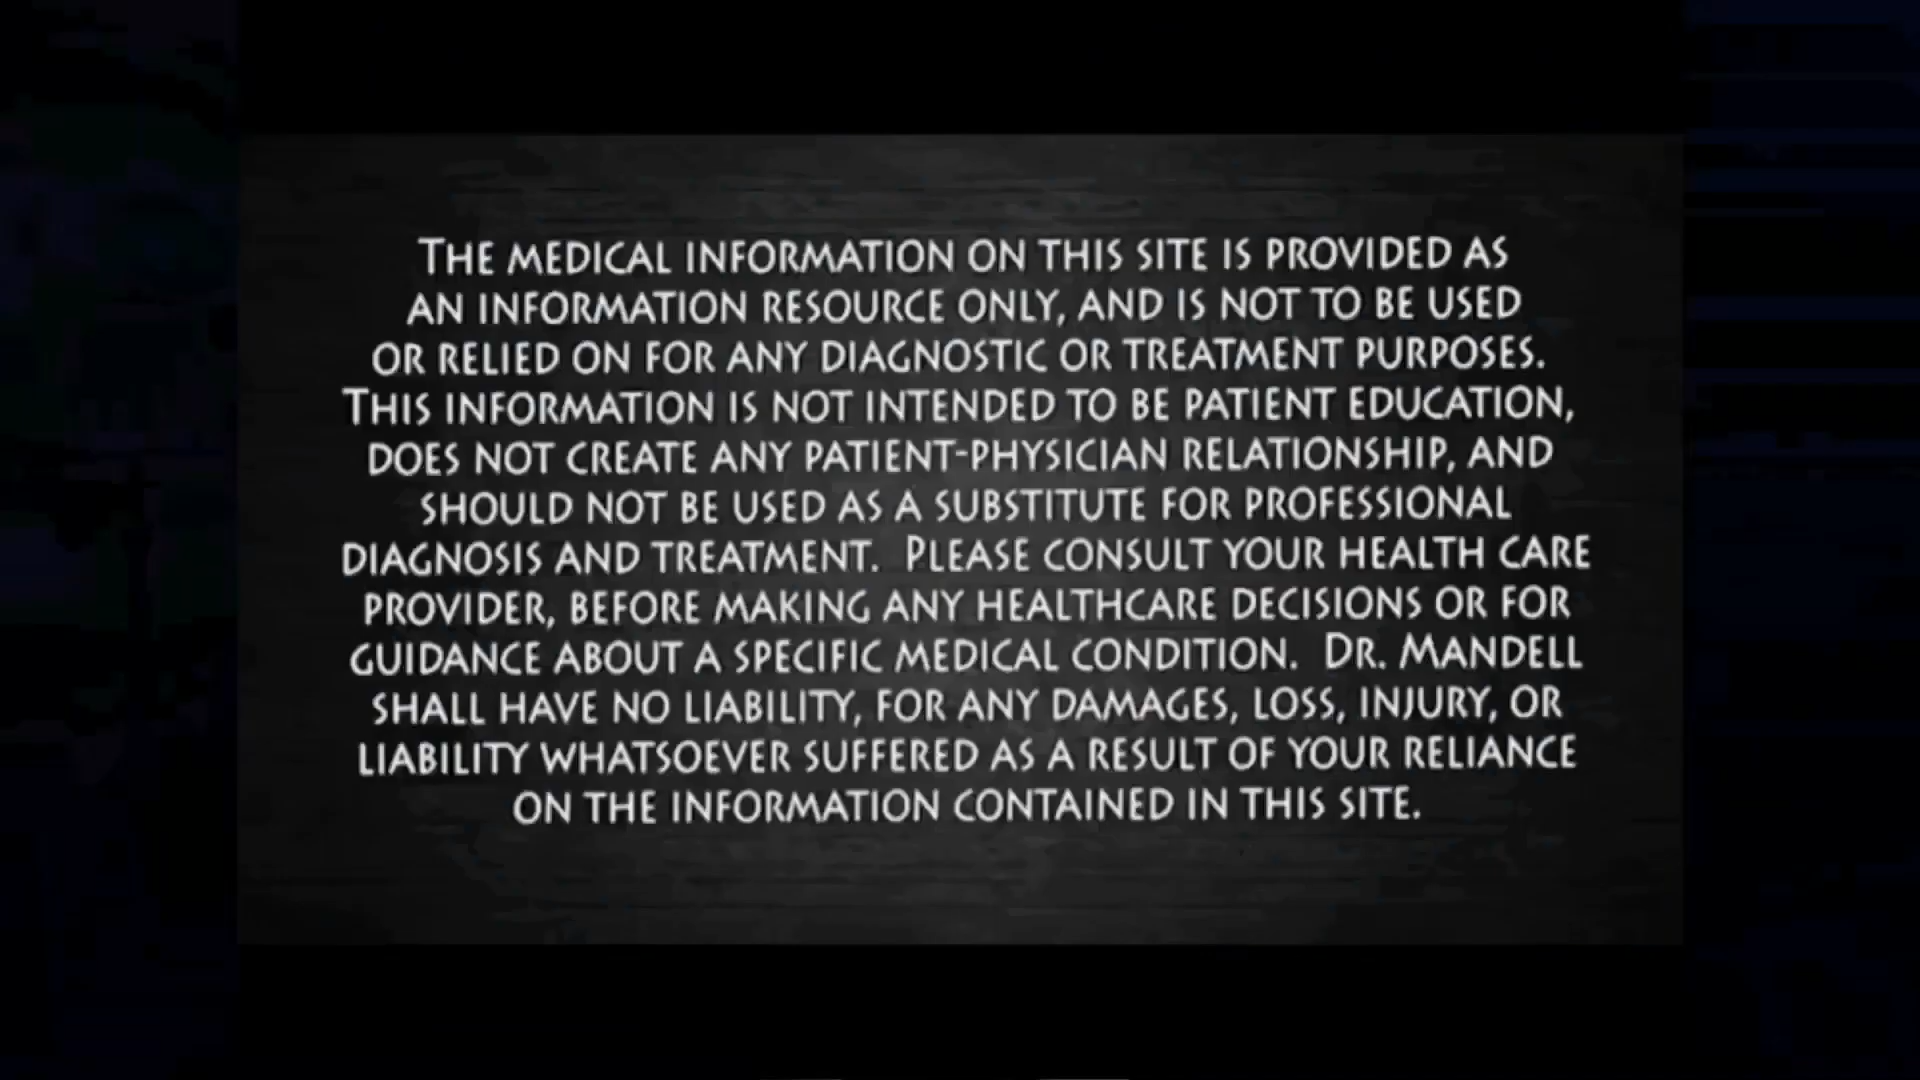 THE MEDICAL INFORMATION ON THIS SITE IS PROVIDED AS
AN INFORMATION RESOURCE ONLY, AND IS NOT TO BE USED
OR RELIED ON FOR ANY DIAGNOSTIC OR TREATMENT PURPOSES.
THIS INFORMATION IS NOT INTENDED TO BE PATIENT EDUCATION,
DOES NOT CREATE ANY PATIENT-PHYSICIAN RELATIONSHIP, AND
SHOULD NOT BE USED AS A SUBSTITUTE FOR PROFESSIONAL
DIAGNOSIS AND TREATMENT. PLEASE CONSULT YOUR HEALTH CARE
PROVIDER, BEFORE MAKING ANY HEALTHCARE DECISIONS OR FOR
GUIDANCE ABOUT A SPECIFIC MEDICAL CONDITION. DR. MANDELL
SHALL HAVE NO LIABILITY, FOR ANY DAMAGES, LOSS, INJURY, OR
LIABILITY WHATSOEVER SUFFERED AS A RESULT OF YOUR RELIANCE
ON THE INFORMATION CONTAINED IN THIS SITE.